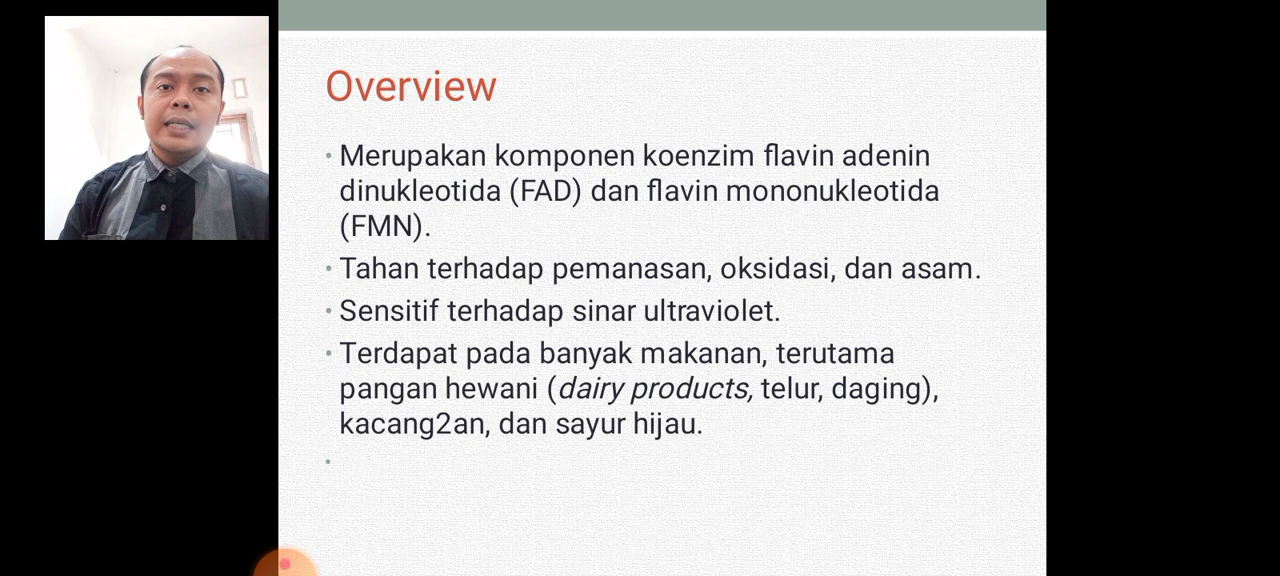 Overview
• Merupakan komponen koenzim flavin adenin
dinukleotida (FAD) dan flavin mononukleotida
(FMN).
• Tahan terhadap pemanasan, oksidasi, dan asam.
• Sensitif terhadap sinar ultraviolet.
• Terdapat pada banyak makanan, terutama
pangan hewani (dairy products, telur, daging),
kacang2an, dan sayur hijau.
•